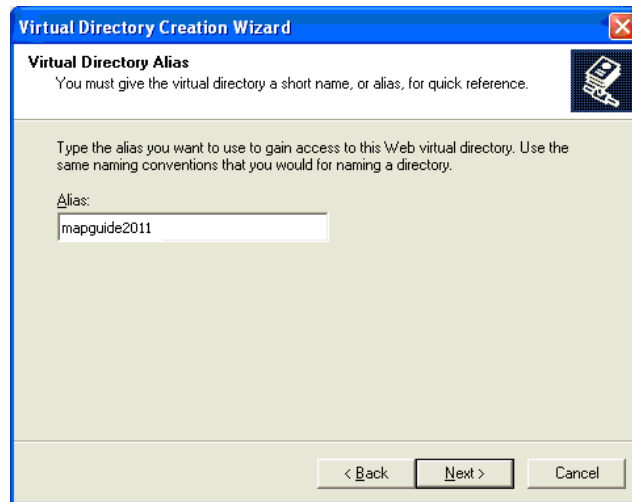 Virtual Directory Creation Wizard
Virtual Directory Alias
You must give the virtual directory a short name, or alias, for quick reference.
Type the alias you want to use to gain access to this Web virtual directory. Use the
same naming conventions that you would for naming a directory.
Alias:
mapguide2011
< Back
Next >
Cancel